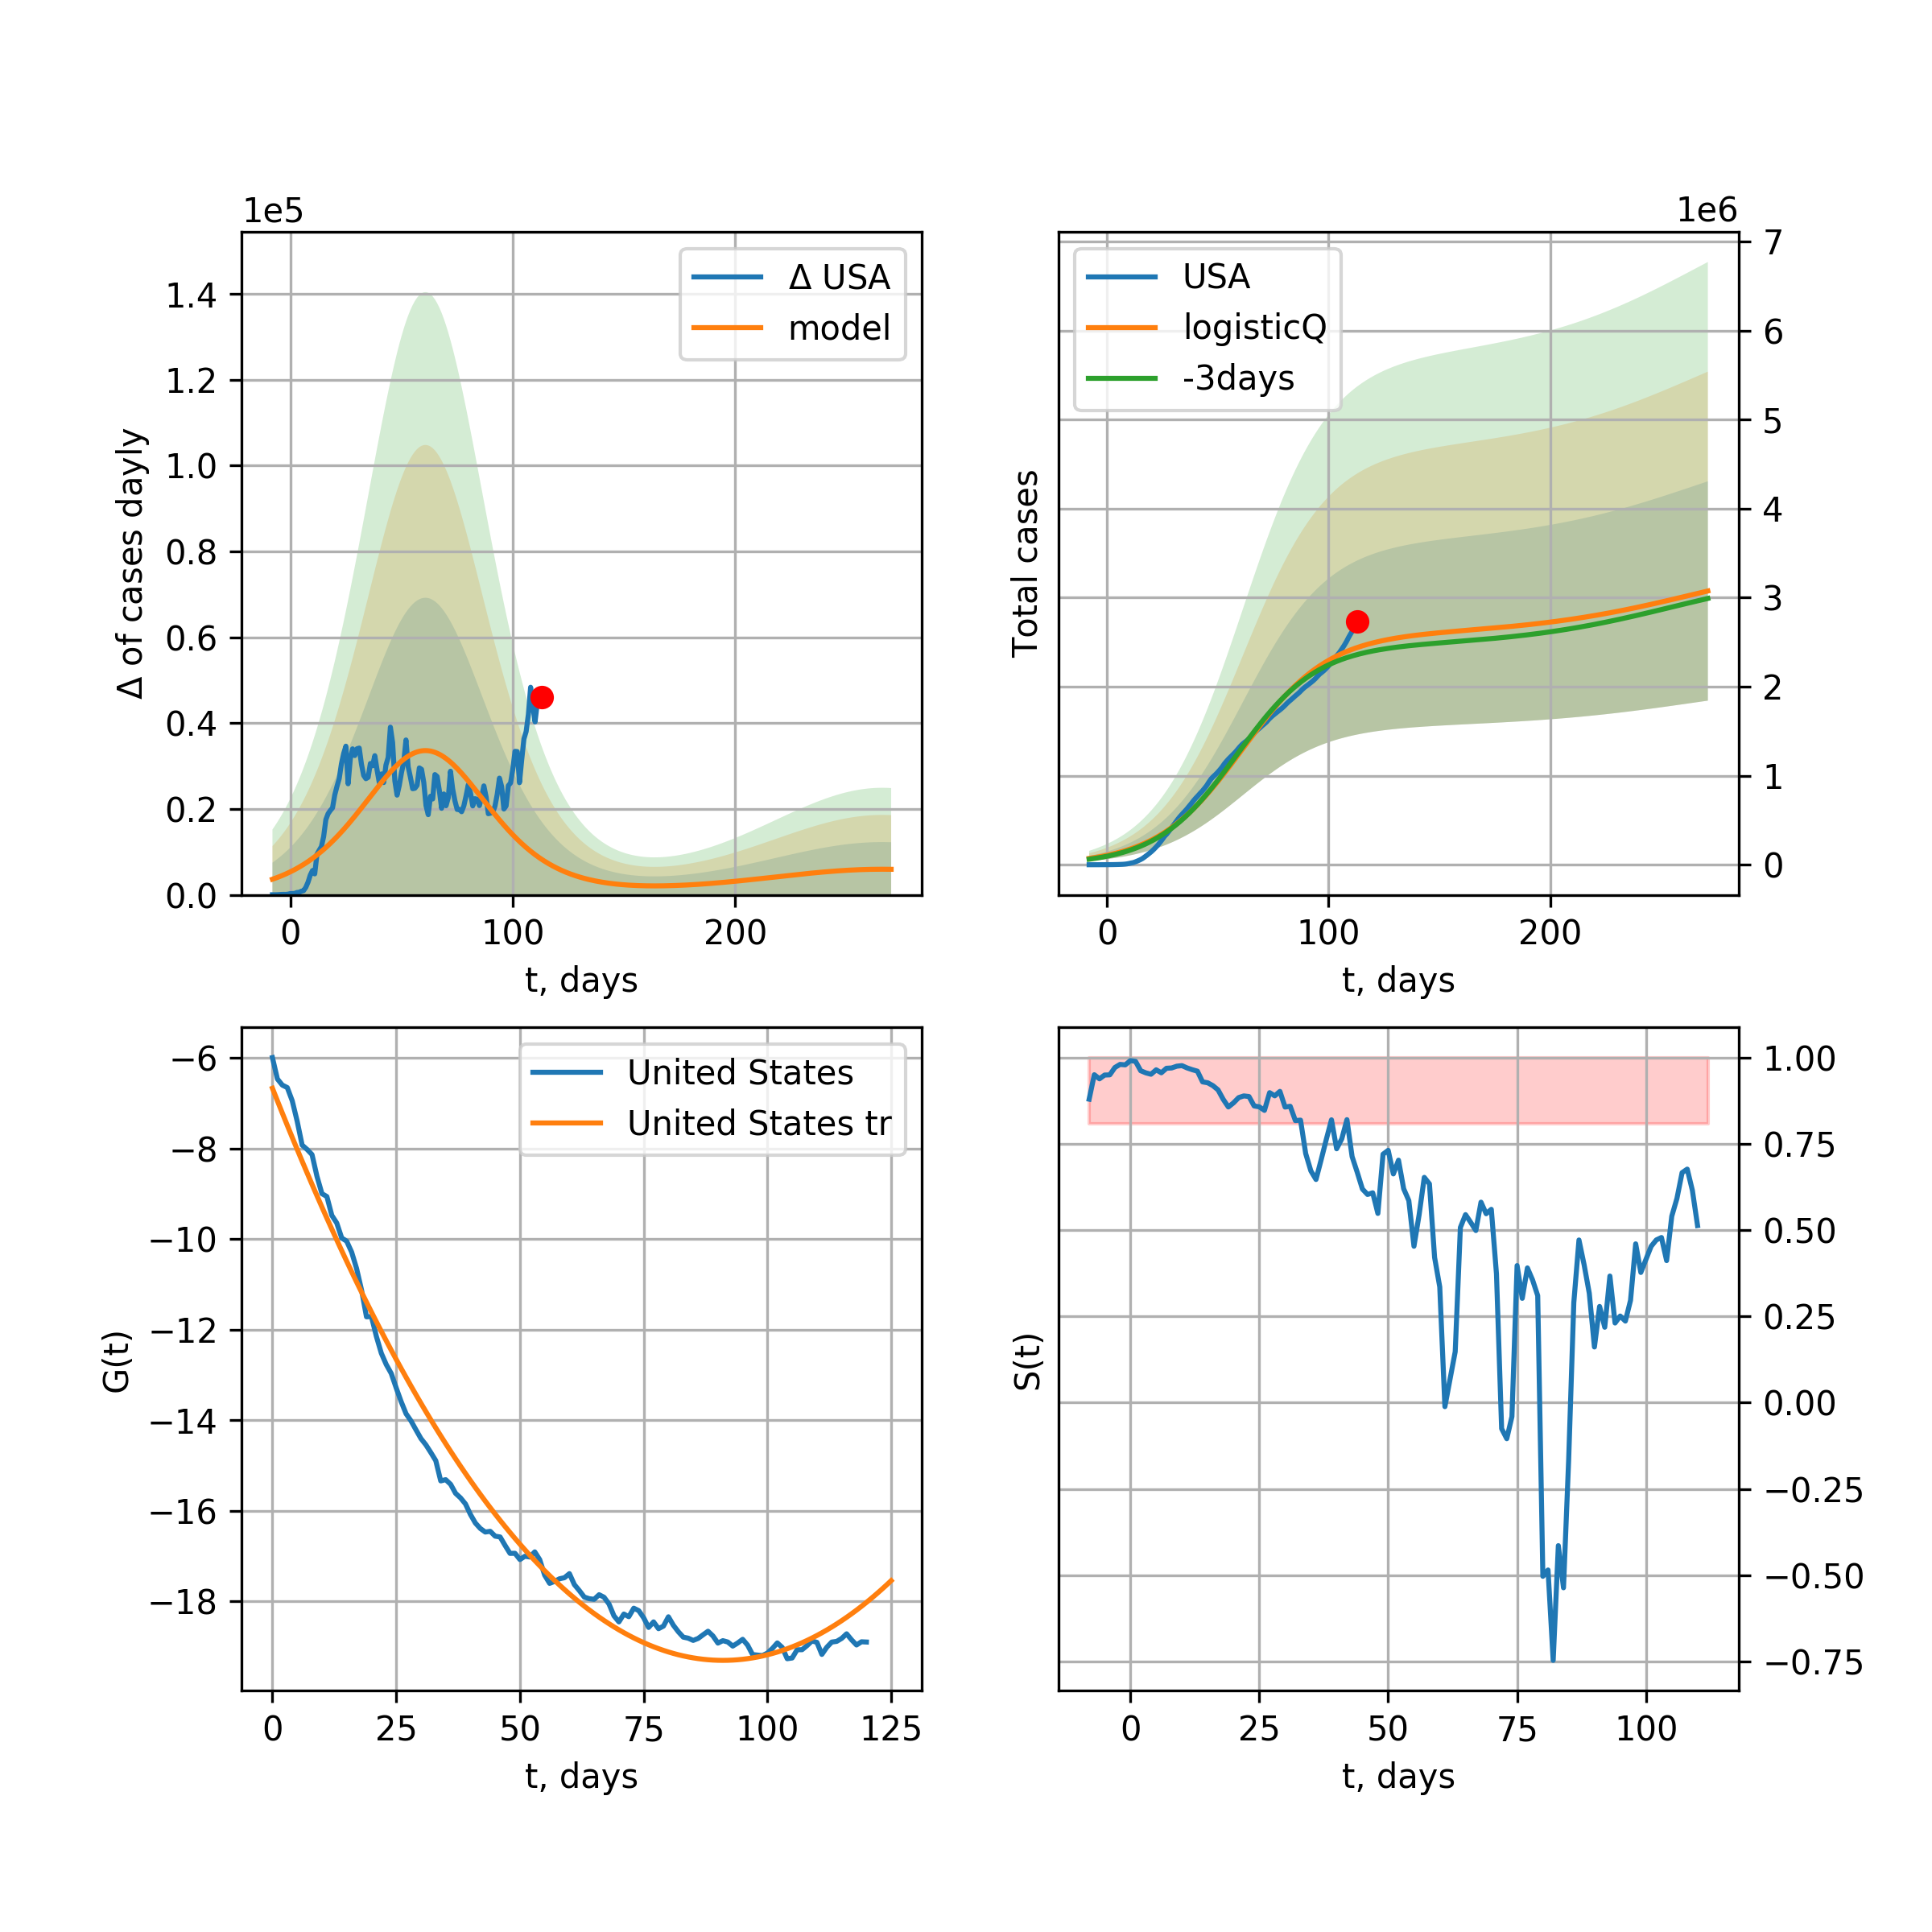 1e5
Δ of cases dayly
1.4
1.2
1.0
0.8
0.6
0.4
0.2
0.0
Δ USA
model
0 100 200
t, days
1e6
Total cases
USA
logisticQ
-3days
7
6
5
4
3
2
1
0
0 100 200
t, days
G(t)
−6
−8
−10
−12
−14
−16
−18
United States
United States tr
0 25 50 75 100 125
t, days
S(t)
1.00
0.75
0.50
0.25
0.00
−0.25
−0.50
−0.75
0 25 50 75 100
t, days